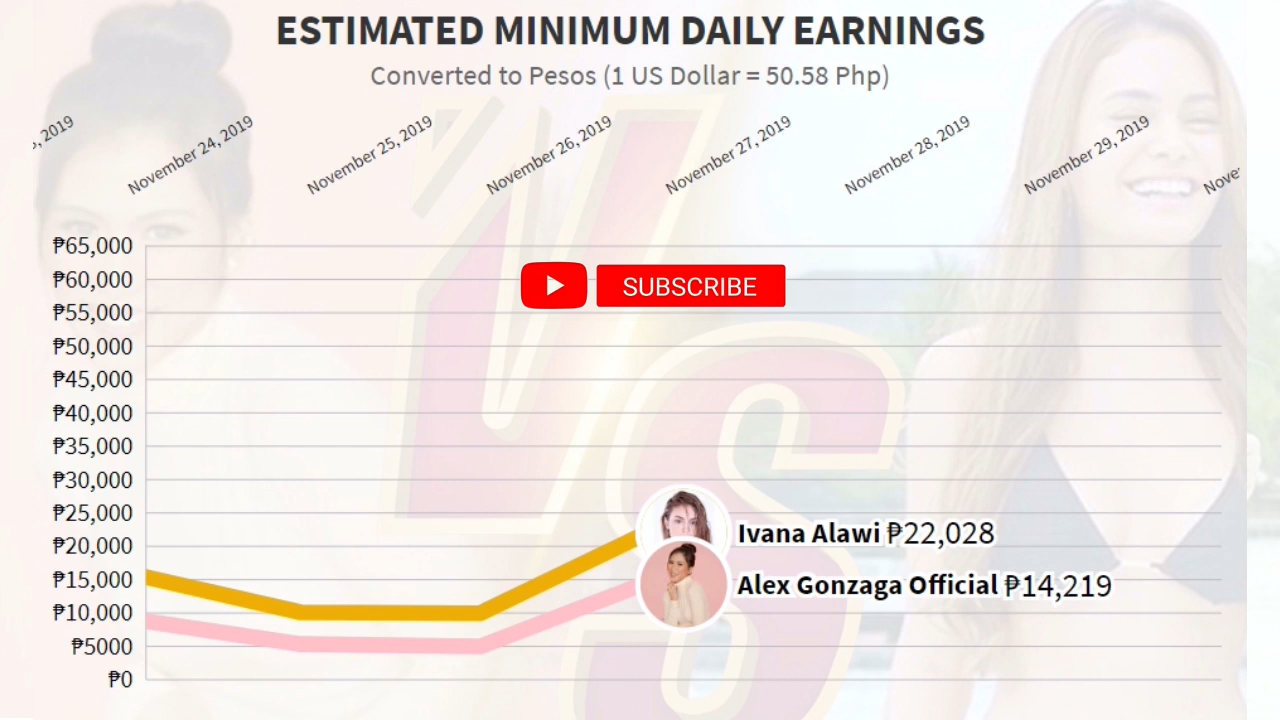 ESTIMATED MINIMUM DAILY EARNINGS
Converted to Pesos (1 US Dollar = 50.58 Php)
, 2019
November 24, 2019
November 25, 2019
November 26, 2019
November 27, 2019
November 28, 2019
November 29, 2019
Nove
₱65,000
₱60,000
SUBSCRIBE
₱55,000
₱50,000
₱45,000
₱40,000
₱35,000
₱30,000
₱25,000
Ivana Alawi ₱22,028
₱20,000
₱15,000
Alex Gonzaga Official ₱14,219
₱10,000
₱5000
₱0
VS